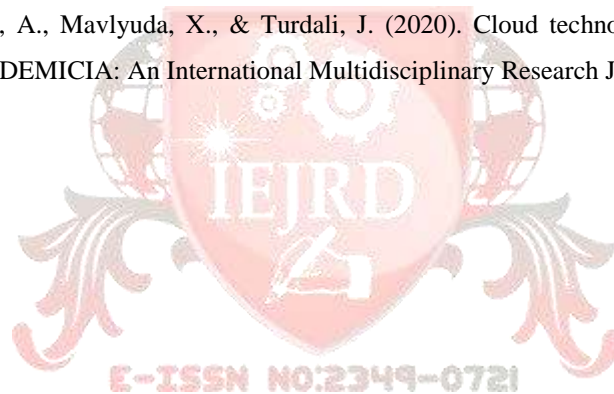 , A., Mavlyuda, X., & Turdali, J. (2020). Cloud techno
DEMICIA: An International Multidisciplinary Research J
IEJRD
E-ISSN NO:2349-0721